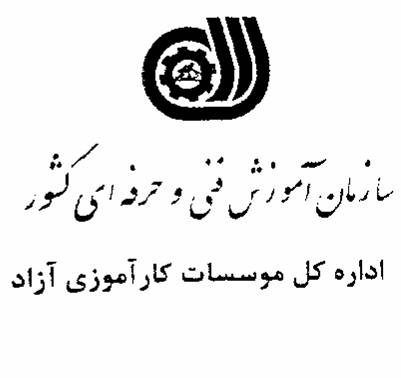 سازمان آموزش فنی و حرفه ای کشور
اداره کل موسسات کارآموزی آزاد